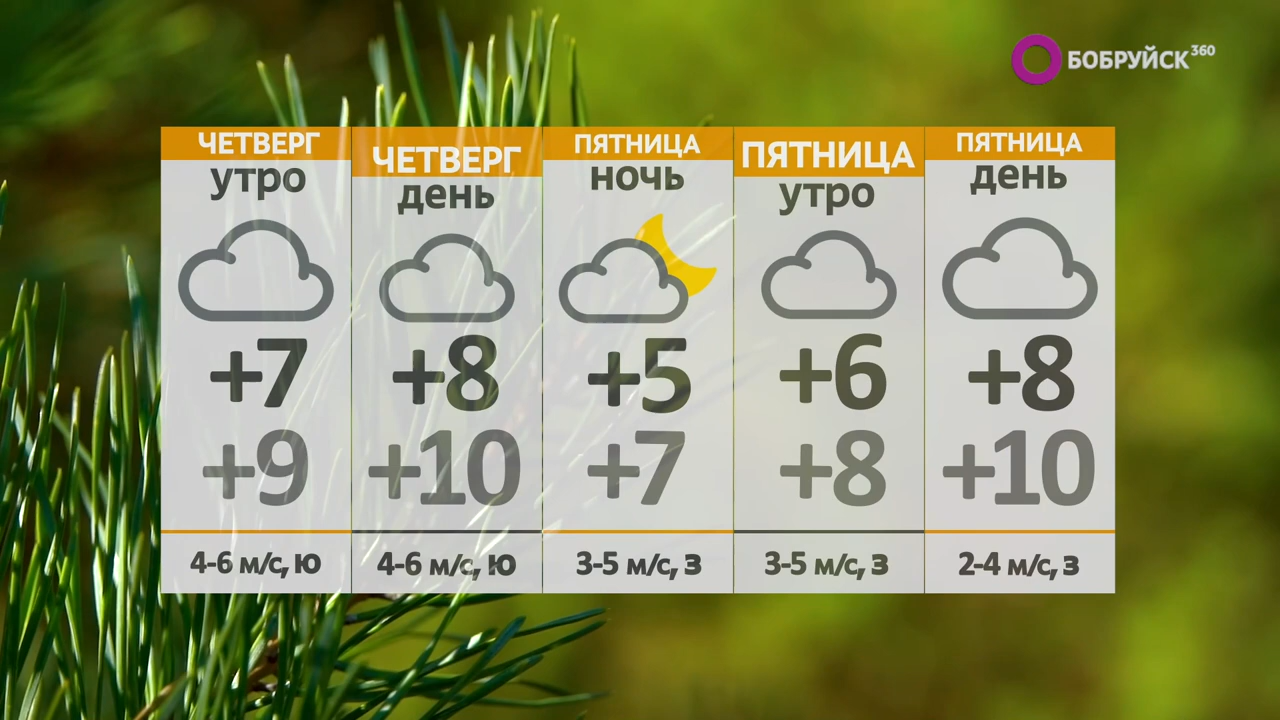 БОБРУЙСК360
ЧЕТВЕРГ
утро
+7
+9
4-6 м/с, Ю
ЧЕТВЕРГ
день
+8
+10
4-6 м/с, Ю
ПЯТНИЦА
ночь
+5
+7
3-5 м/с, З
ПЯТНИЦА
утро
+6
+8
3-5 м/с, З
ПЯТНИЦА
день
+8
+10
2-4 м/с, З